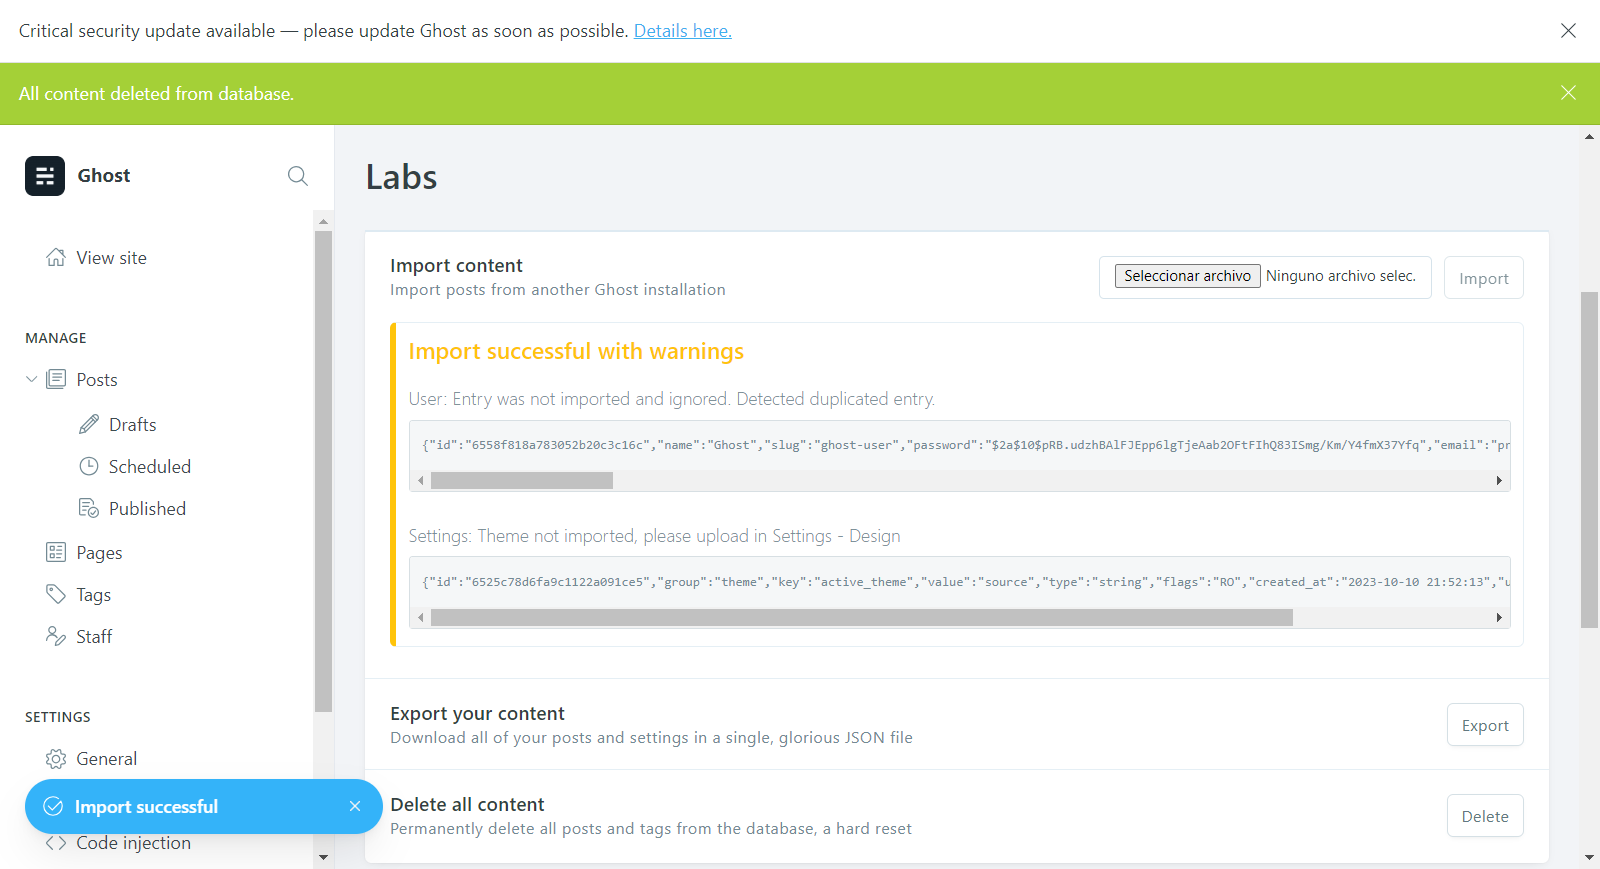 Critical security update available — please update Ghost as soon as possible. Details here.
All content deleted from database.
Ghost
View site
MANAGE
Posts
Drafts
Scheduled
Published
Pages
Tags
Staff
SETTINGS
General
Import successful
Code injection
Labs
Import content
Import posts from another Ghost installation
Seleccionar archivo Ninguno archivo selec.
Import
Import successful with warnings
User: Entry was not imported and ignored. Detected duplicated entry.
{"id":"6558f818a783052b20c3c16c","name":"Ghost","slug":"ghost-user","password":"$2a$10$pRB.udzhBAlFJEpp6lgTjeAab2OFtFIhQ83ISmg/Km/Y4fmX37Yfq","email":"pr
Settings: Theme not imported, please upload in Settings - Design
{"id":"6525c78d6fa9c1122a091ce5","group":"theme","key":"active_theme","value":"source","type":"string","flags":"RO","created_at":"2023-10-10 21:52:13","u
Export your content
Download all of your posts and settings in a single, glorious JSON file
Export
Delete all content
Permanently delete all posts and tags from the database, a hard reset
Delete